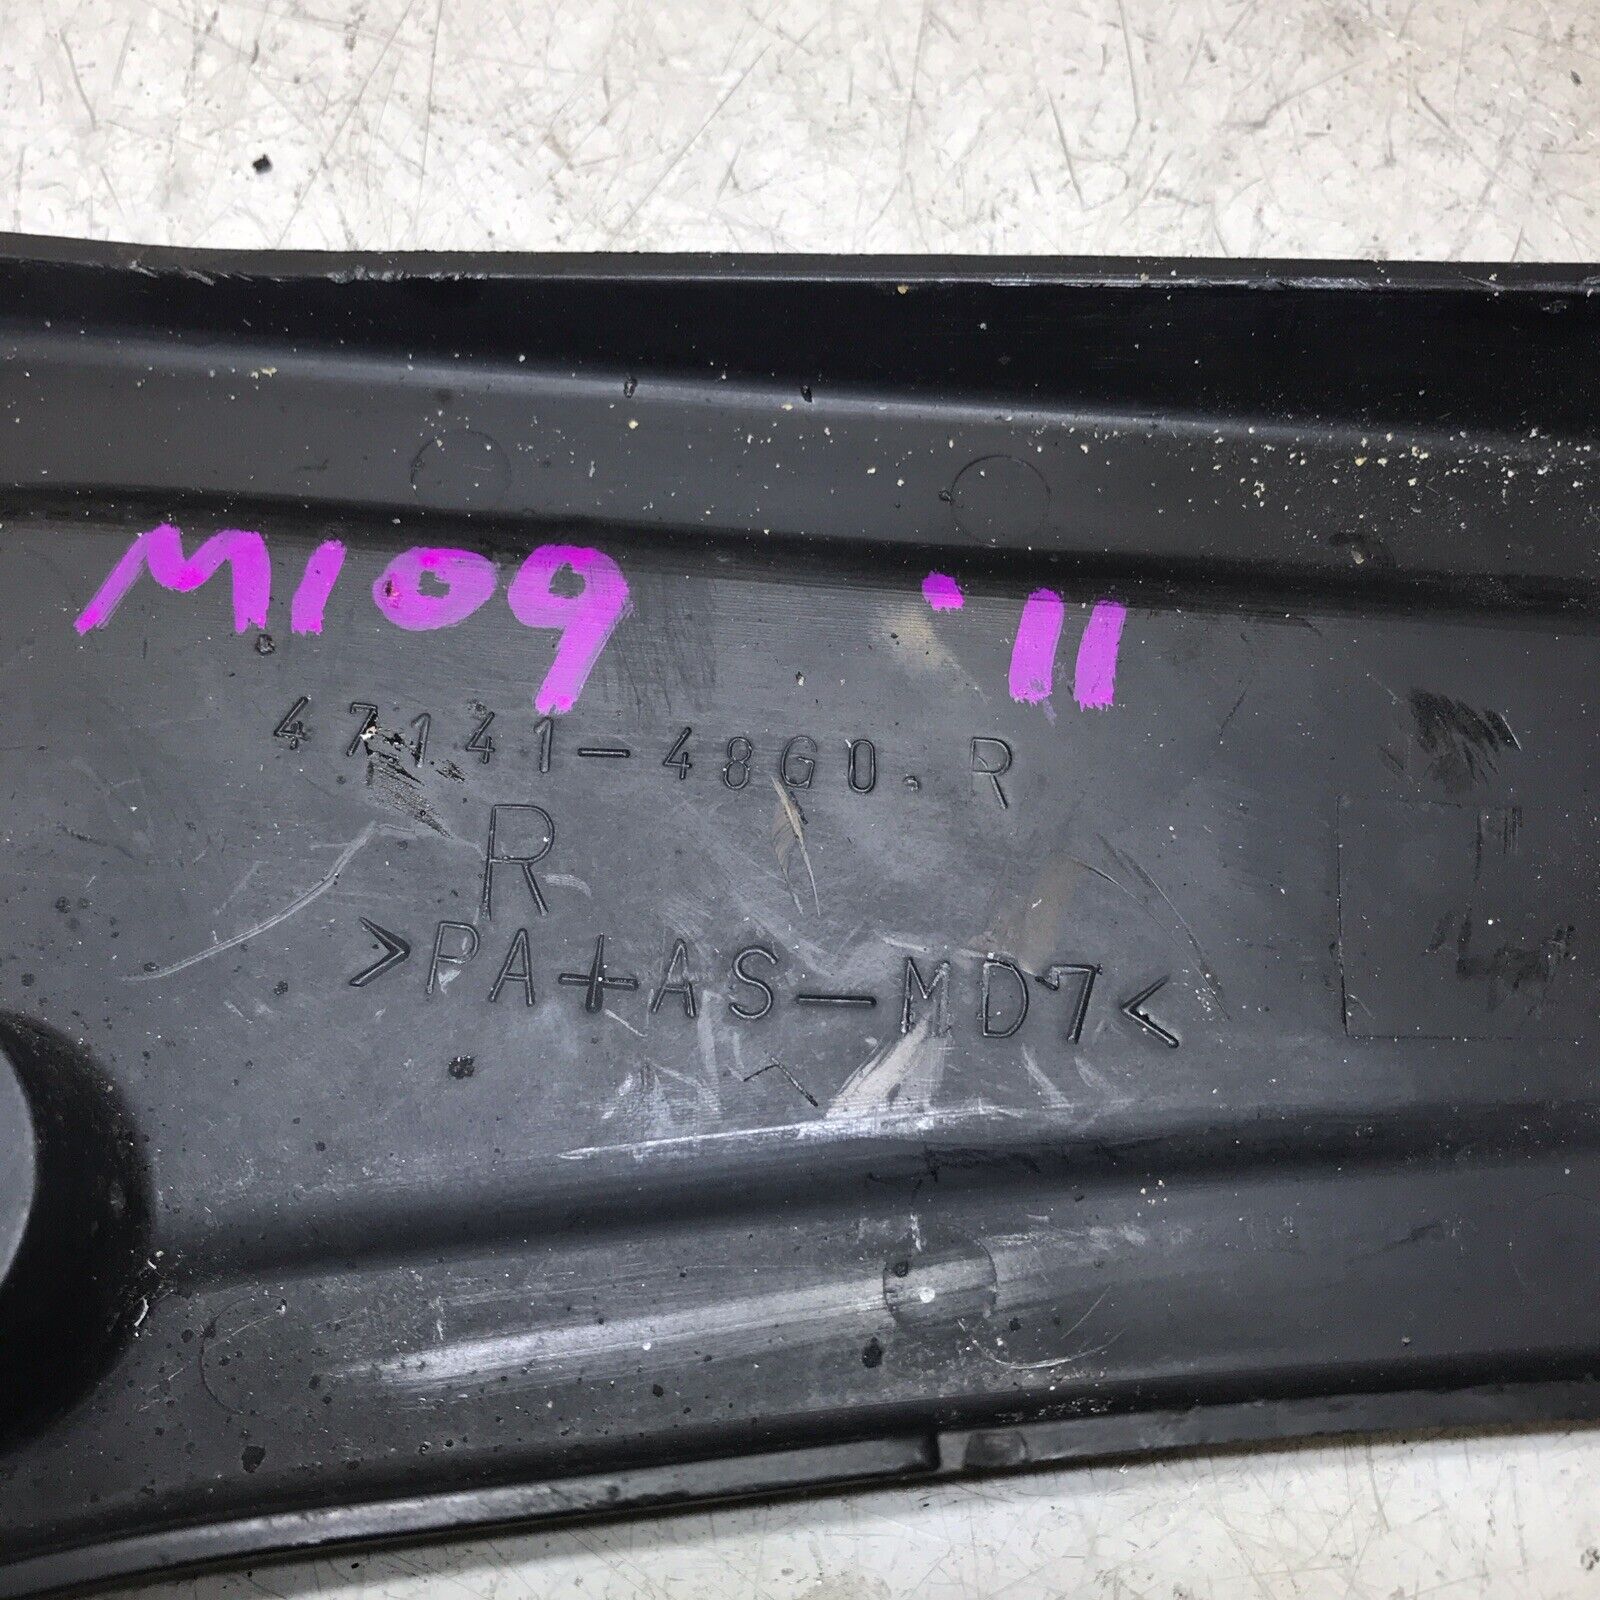 M109 '11
47141-48G0. R
R
>PA+AS-MD7<